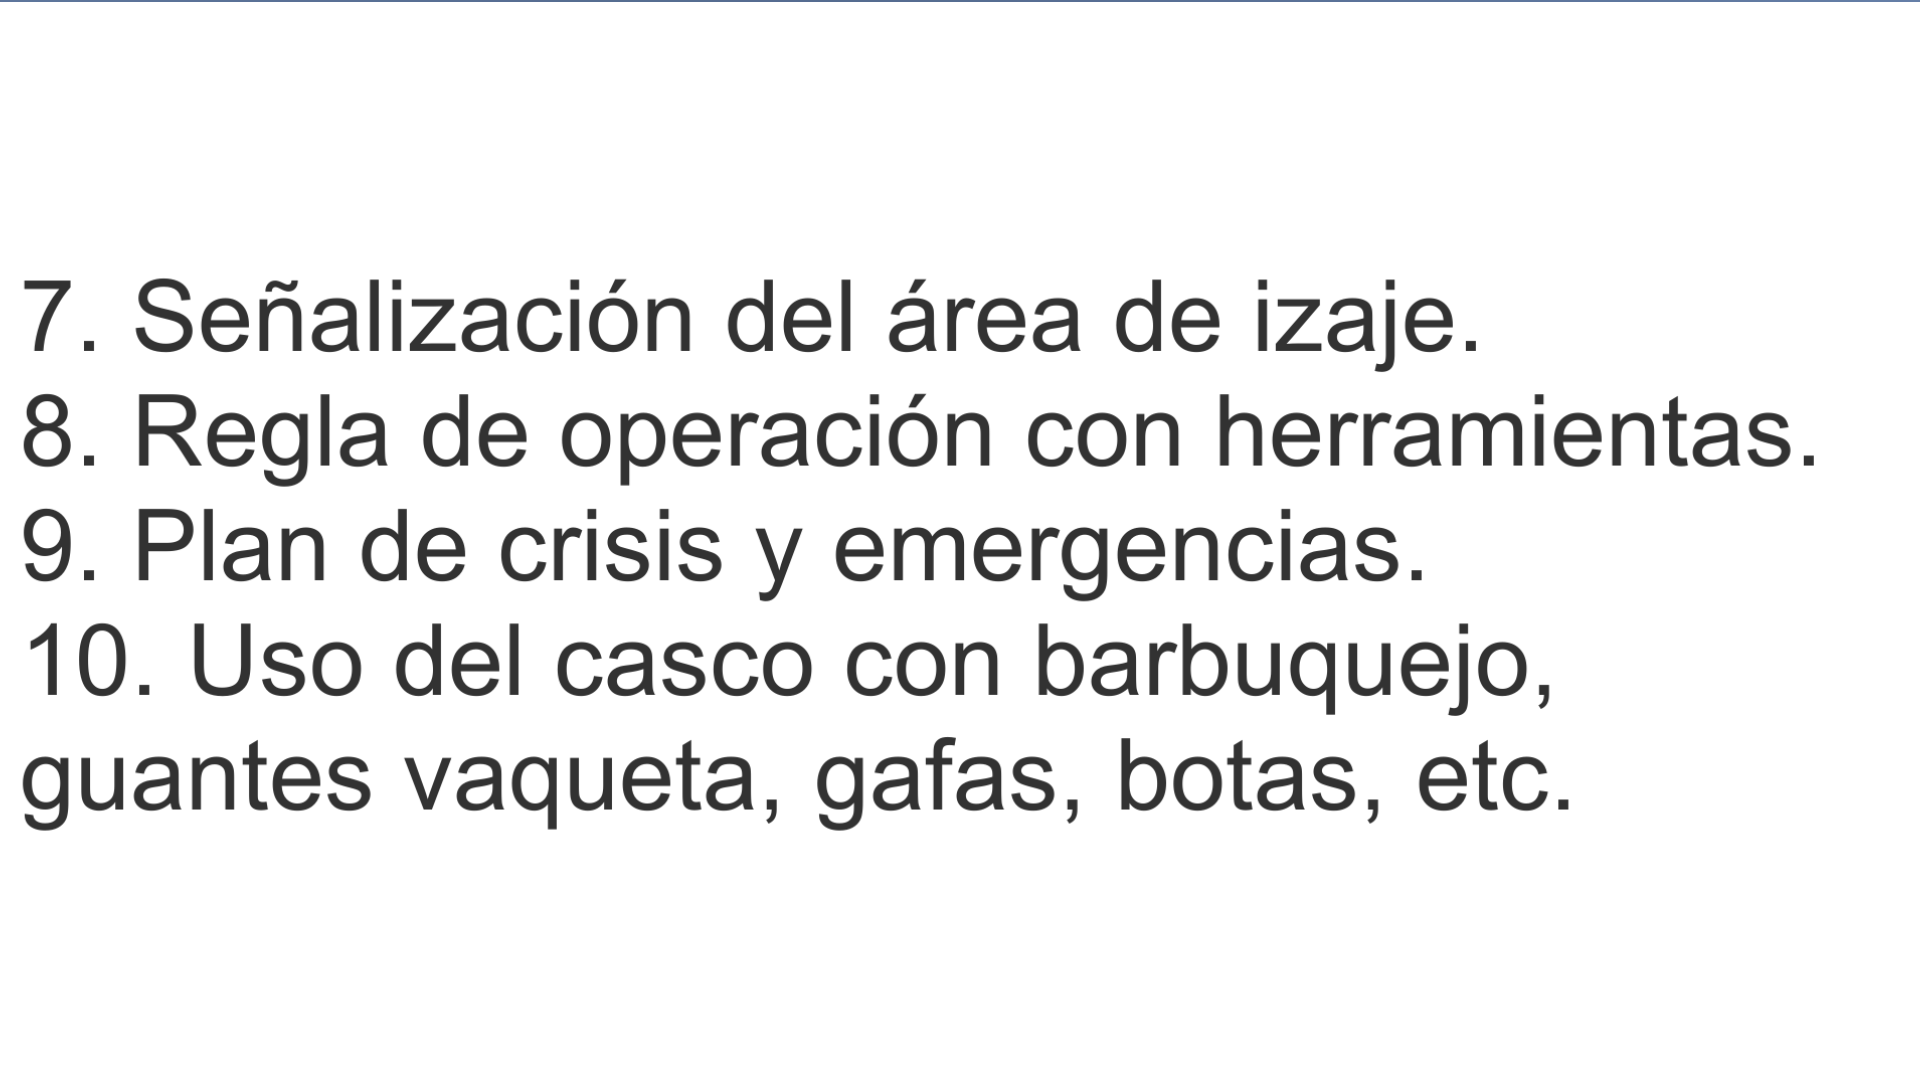 7. Señalización del área de izaje.
8. Regla de operación con herramientas.
9. Plan de crisis y emergencias.
10. Uso del casco con barbuquejo,
guantes vaqueta, gafas, botas, etc.